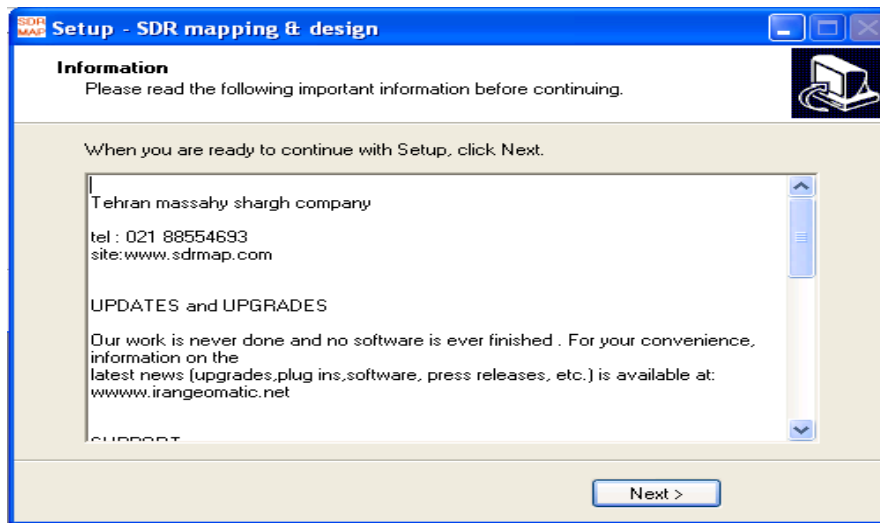 SDR
MAP
Setup - SDR mapping & design
Information
Please read the following important information before continuing.
When you are ready to continue with Setup, click Next.
Tehran massahy shargh company
tel : 021 88554693
site:www.sdrmap.com
UPDATES and UPGRADES
Our work is never done and no software is ever finished . For your convenience,
information on the
latest news (upgrades,plug ins,software, press releases, etc.) is available at:
wwww.irangeomatic.net
SUPPORT
Next >